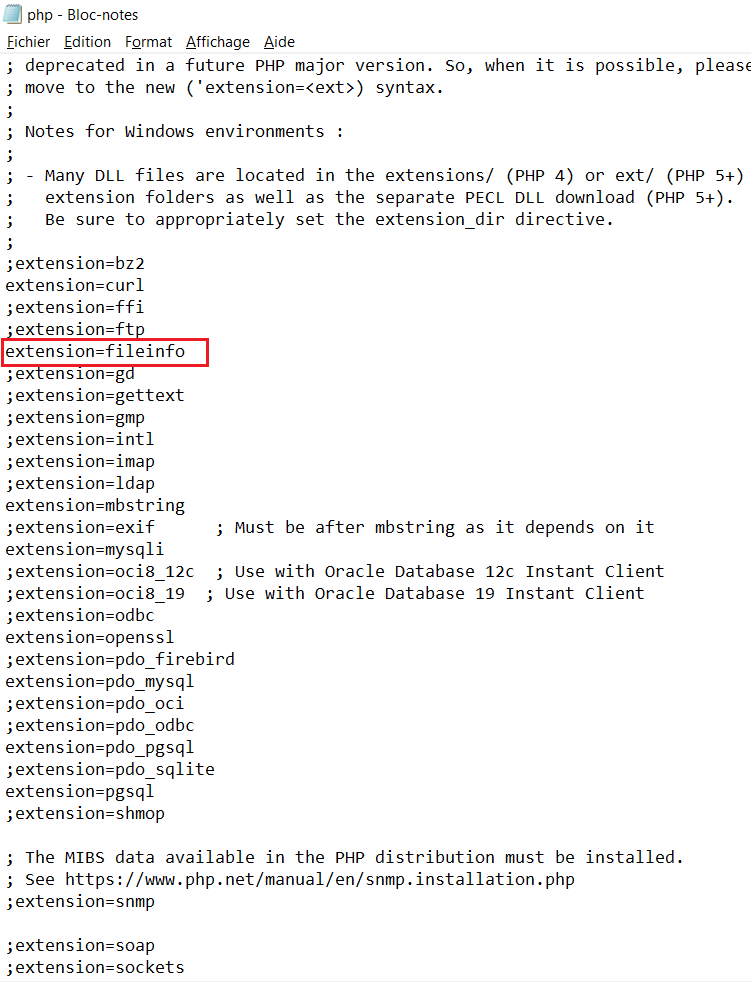 php - Bloc-notes
Fichier Edition Format Affichage Aide
; deprecated in a future PHP major version. So, when it is possible, please
; move to the new ('extension=<ext>) syntax.
;
; Notes for Windows environments :
;
; - Many DLL files are located in the extensions/ (PHP 4) or ext/ (PHP 5+)
;   extension folders as well as the separate PECL DLL download (PHP 5+).
;   Be sure to appropriately set the extension_dir directive.
;
;extension=bz2
extension=curl
;extension=ffi
;extension=ftp
extension=fileinfo
;extension=gd
;extension=gettext
;extension=gmp
;extension=intl
;extension=imap
;extension=ldap
extension=mbstring
;extension=exif      ; Must be after mbstring as it depends on it
extension=mysqli
;extension=oci8_12c  ; Use with Oracle Database 12c Instant Client
;extension=oci8_19  ; Use with Oracle Database 19 Instant Client
;extension=odbc
extension=openssl
;extension=pdo_firebird
extension=pdo_mysql
;extension=pdo_oci
;extension=pdo_odbc
extension=pdo_pgsql
;extension=pdo_sqlite
extension=pgsql
;extension=shmop
; The MIBS data available in the PHP distribution must be installed.
; See https://www.php.net/manual/en/snmp.installation.php
;extension=snmp
;extension=soap
;extension=sockets